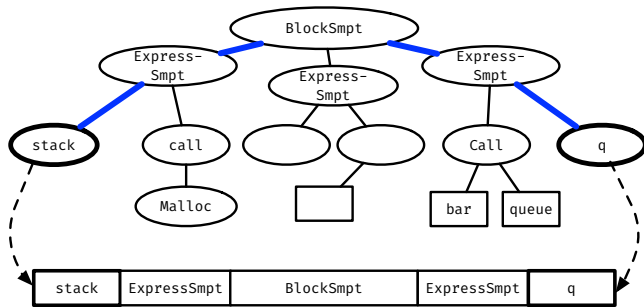 BlockSmpt
Express-
Smpt
Express-
Smpt
Express-
Smpt
stack
call
Call
q
Malloc
bar
queue
stack ExpressSmpt BlockSmpt ExpressSmpt q